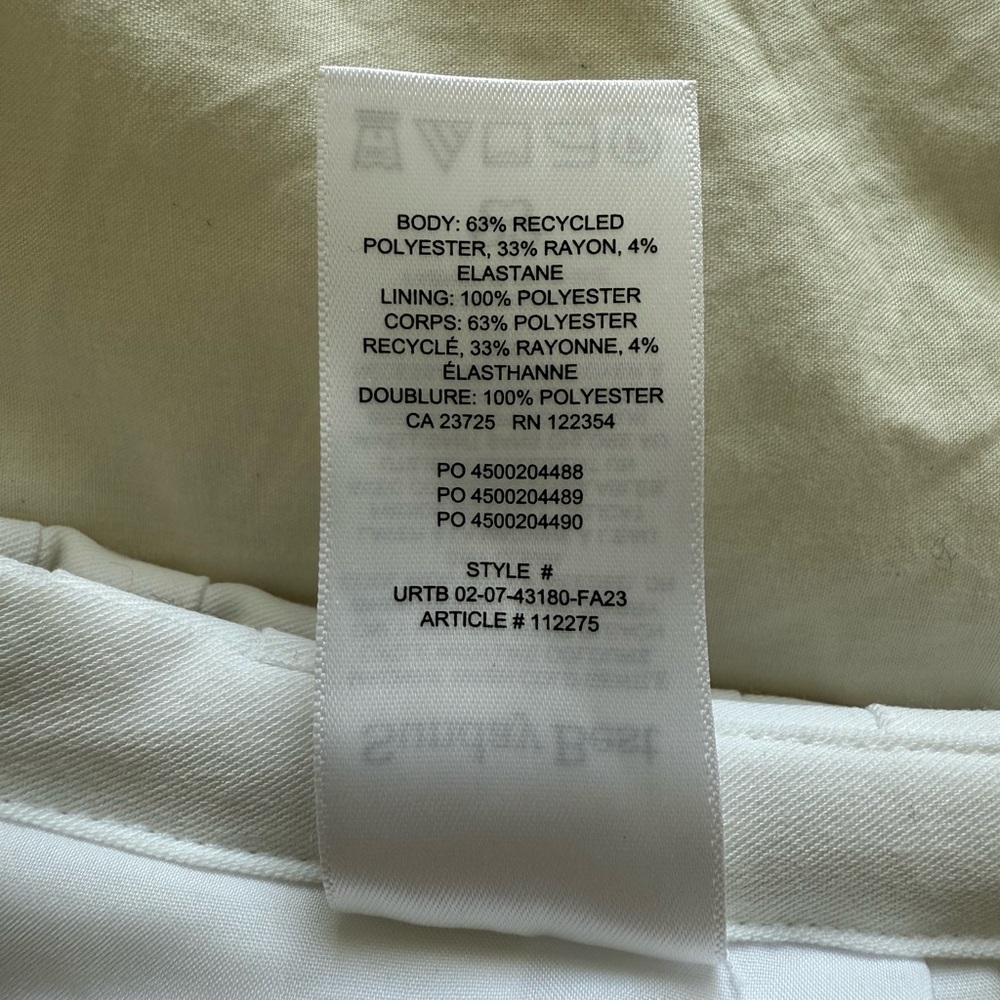 BODY: 63% RECYCLED
POLYESTER, 33% RAYON, 4%
ELASTANE
LINING: 100% POLYESTER
CORPS: 63% POLYESTER
RECYCLÉ, 33% RAYONNE, 4%
ÉLASTHANNE
DOUBLURE: 100% POLYESTER
CA 23725 RN 122354
PO 4500204488
PO 4500204489
PO 4500204490
STYLE #
URTB 02-07-43180-FA23
ARTICLE # 112275
Sunday Best